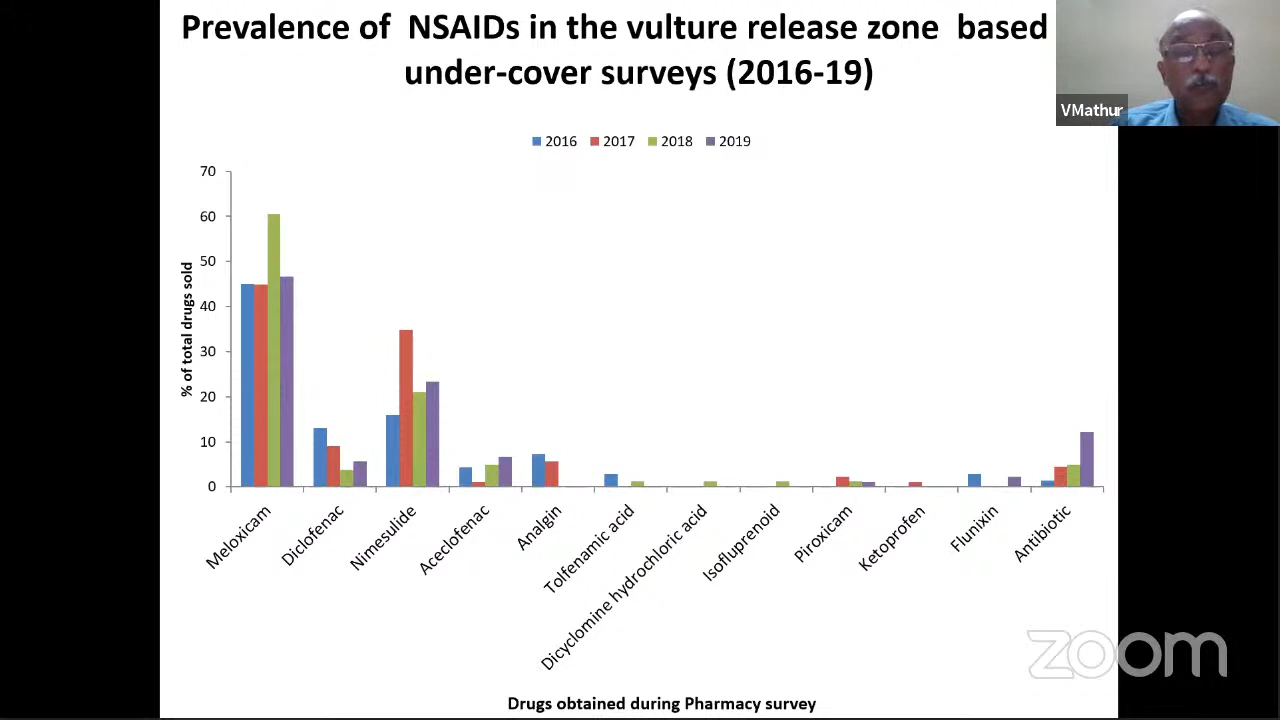 Prevalence of NSAIDs in the vulture release zone based
under-cover surveys (2016-19)
VMathur
2016 2017 2018 2019
70
60
50
40
30
20
10
0
% of total drugs sold
Meloxicam
Diclofenac
Nimesulide
Aceclofenac
Analgin
Tolfenamic acid
Dicyclomine hydrochloric acid
Isofluprenoid
Piroxicam
Ketoprofen
Flunixin
Antibiotic
Drugs obtained during Pharmacy survey
zoom